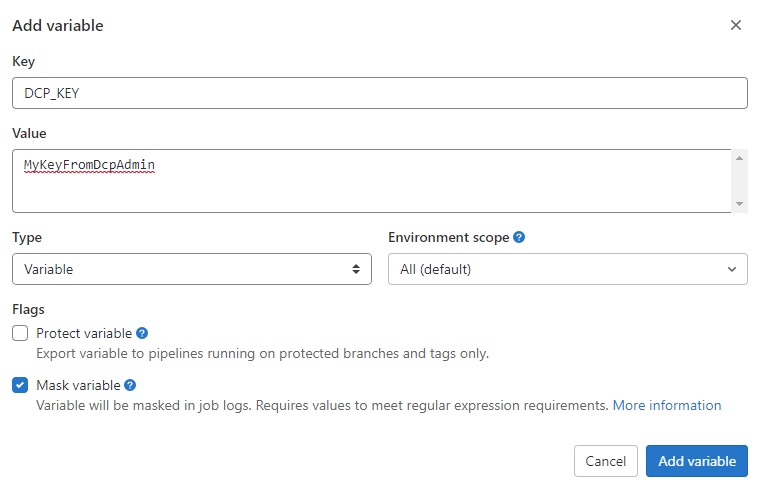 Add variable
Key
DCP_KEY
Value
MyKeyFromDcpAdmin
Type
Environment scope
Variable
All (default)
Flags
Protect variable
Export variable to pipelines running on protected branches and tags only.
Mask variable
Variable will be masked in job logs. Requires values to meet regular expression requirements. More information
Cancel
Add variable